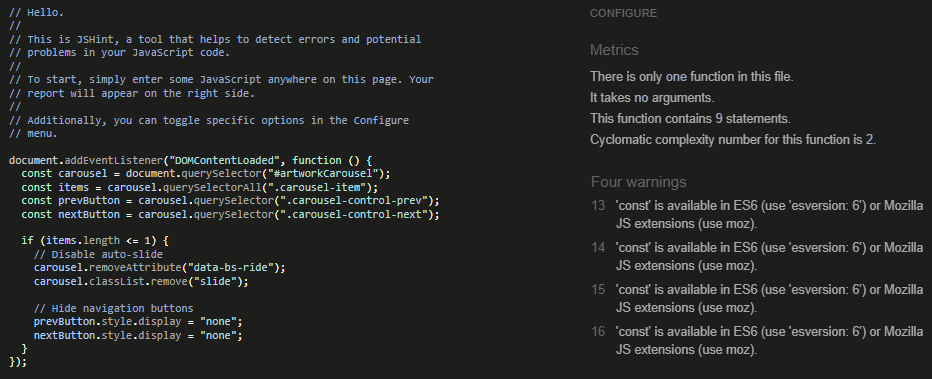 // Hello.
//
// This is JSHint, a tool that helps to detect errors and potential
// problems in your JavaScript code.
//
// To start, simply enter some JavaScript anywhere on this page. Your
// report will appear on the right side.
//
// Additionally, you can toggle specific options in the Configure
// menu.

document.addEventListener("DOMContentLoaded", function () {
  const carousel = document.querySelector("#artworkCarousel");
  const items = carousel.querySelectorAll(".carousel-item");
  const prevButton = carousel.querySelector(".carousel-control-prev");
  const nextButton = carousel.querySelector(".carousel-control-next");

  if (items.length <= 1) {
    // Disable auto-slide
    carousel.removeAttribute("data-bs-ride");
    carousel.classList.remove("slide");

    // Hide navigation buttons
    prevButton.style.display = "none";
    nextButton.style.display = "none";
  }
});
CONFIGURE
Metrics
There is only one function in this file.
It takes no arguments.
This function contains 9 statements.
Cyclomatic complexity number for this function is 2.
Four warnings
13 'const' is available in ES6 (use 'esversion: 6') or Mozilla
JS extensions (use moz).
14 'const' is available in ES6 (use 'esversion: 6') or Mozilla
JS extensions (use moz).
15 'const' is available in ES6 (use 'esversion: 6') or Mozilla
JS extensions (use moz).
16 'const' is available in ES6 (use 'esversion: 6') or Mozilla
JS extensions (use moz).